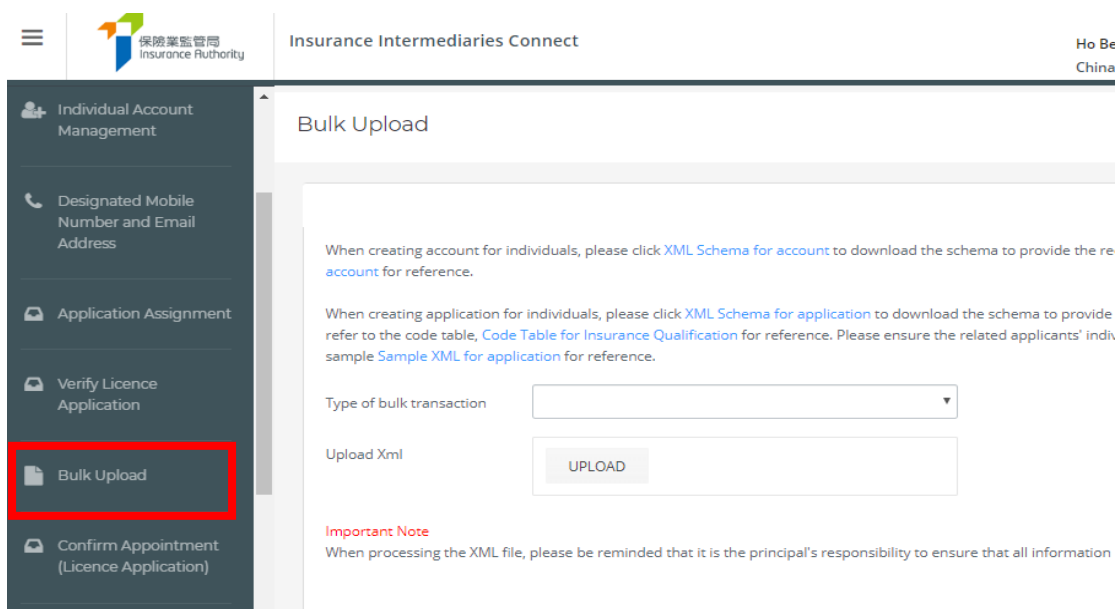 保險業監管局
Insurance Authority
Insurance Intermediaries Connect
Ho Be
China
Individual Account
Management
Designated Mobile
Number and Email
Address
Application Assignment
Verify Licence
Application
Bulk Upload
Confirm Appointment
(Licence Application)
Bulk Upload
When creating account for individuals, please click XML Schema for account to download the schema to provide the re
account for reference.
When creating application for individuals, please click XML Schema for application to download the schema to provide
refer to the code table, Code Table for Insurance Qualification for reference. Please ensure the related applicants' indiv
sample Sample XML for application for reference.
Type of bulk transaction
Upload Xml
UPLOAD
Important Note
When processing the XML file, please be reminded that it is the principal's responsibility to ensure that all information